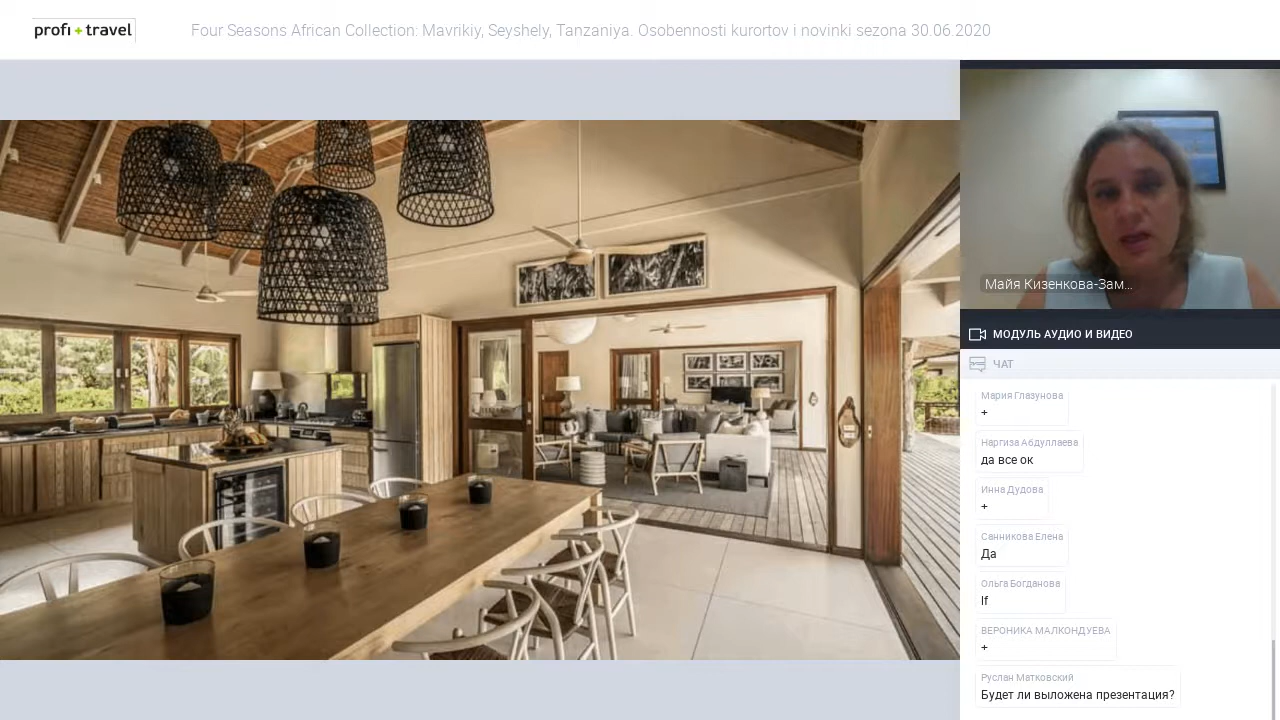 profi + travel
Four Seasons African Collection: Mavrikiy, Seyshely, Tanzaniya. Osobennosti kurortov i novinki sezona 30.06.2020
Майя Кизенкова-Зам...
МОДУЛЬ АУДИО И ВИДЕО
ЧАТ
Мария Глазунова
+
Наргиза Абдуллаева
да все ок
Инна Дудова
+
Санникова Елена
Да
Ольга Богданова
lf
ВЕРОНИКА МАЛКОНДУЕВА
+
Руслан Матковский
Будет ли выложена презентация?